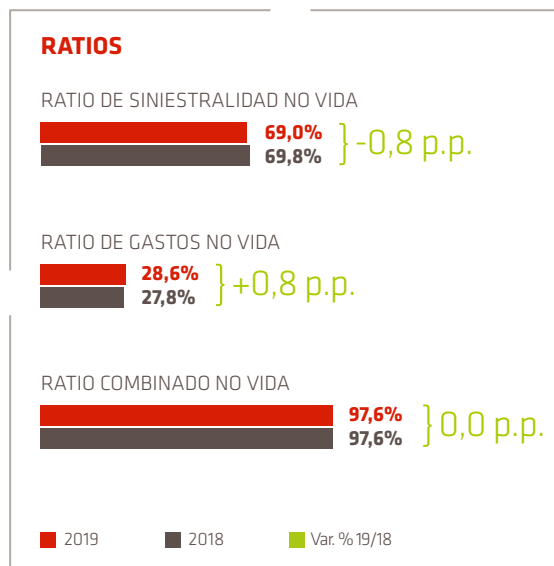 RATIOS
RATIO DE SINIESTRALIDAD NO VIDA
69,0%
69,8%
-0,8 p.p.
RATIO DE GASTOS NO VIDA
28,6%
27,8%
+0,8 p.p.
RATIO COMBINADO NO VIDA
97,6%
97,6%
0,0 p.p.
2019 2018 Var. % 19/18